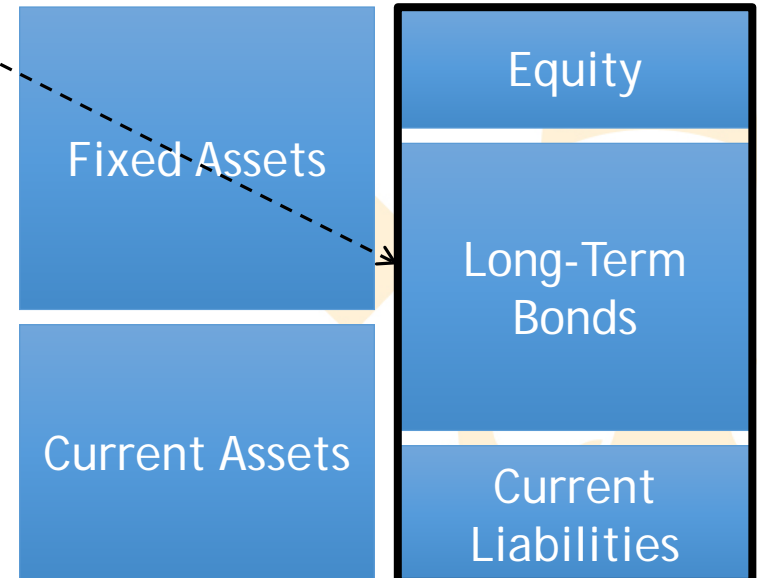 Fixed Assets
Current Assets
Equity
Long-Term
Bonds
Current
Liabilities